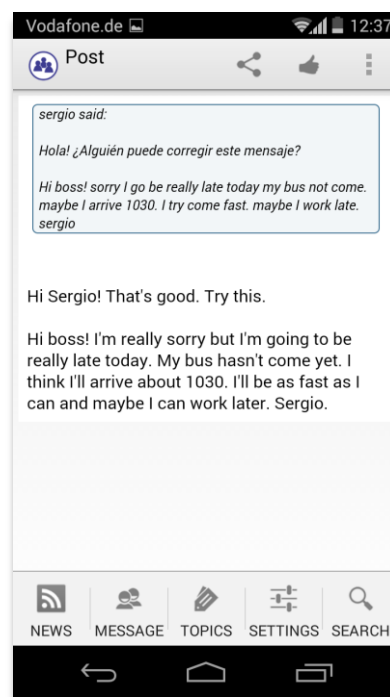 Vodafone.de 12:37
Post
sergio said:
Hola! ¿Alguién puede corregir este mensaje?
Hi boss! sorry I go be really late today my bus not come.
maybe I arrive 1030. I try come fast. maybe I work late.
sergio
Hi Sergio! That's good. Try this.
Hi boss! I'm really sorry but I'm going to be
really late today. My bus hasn't come yet. I
think I'll arrive about 1030. I'll be as fast as I
can and maybe I can work later. Sergio.
NEWS MESSAGE TOPICS SETTINGS SEARCH